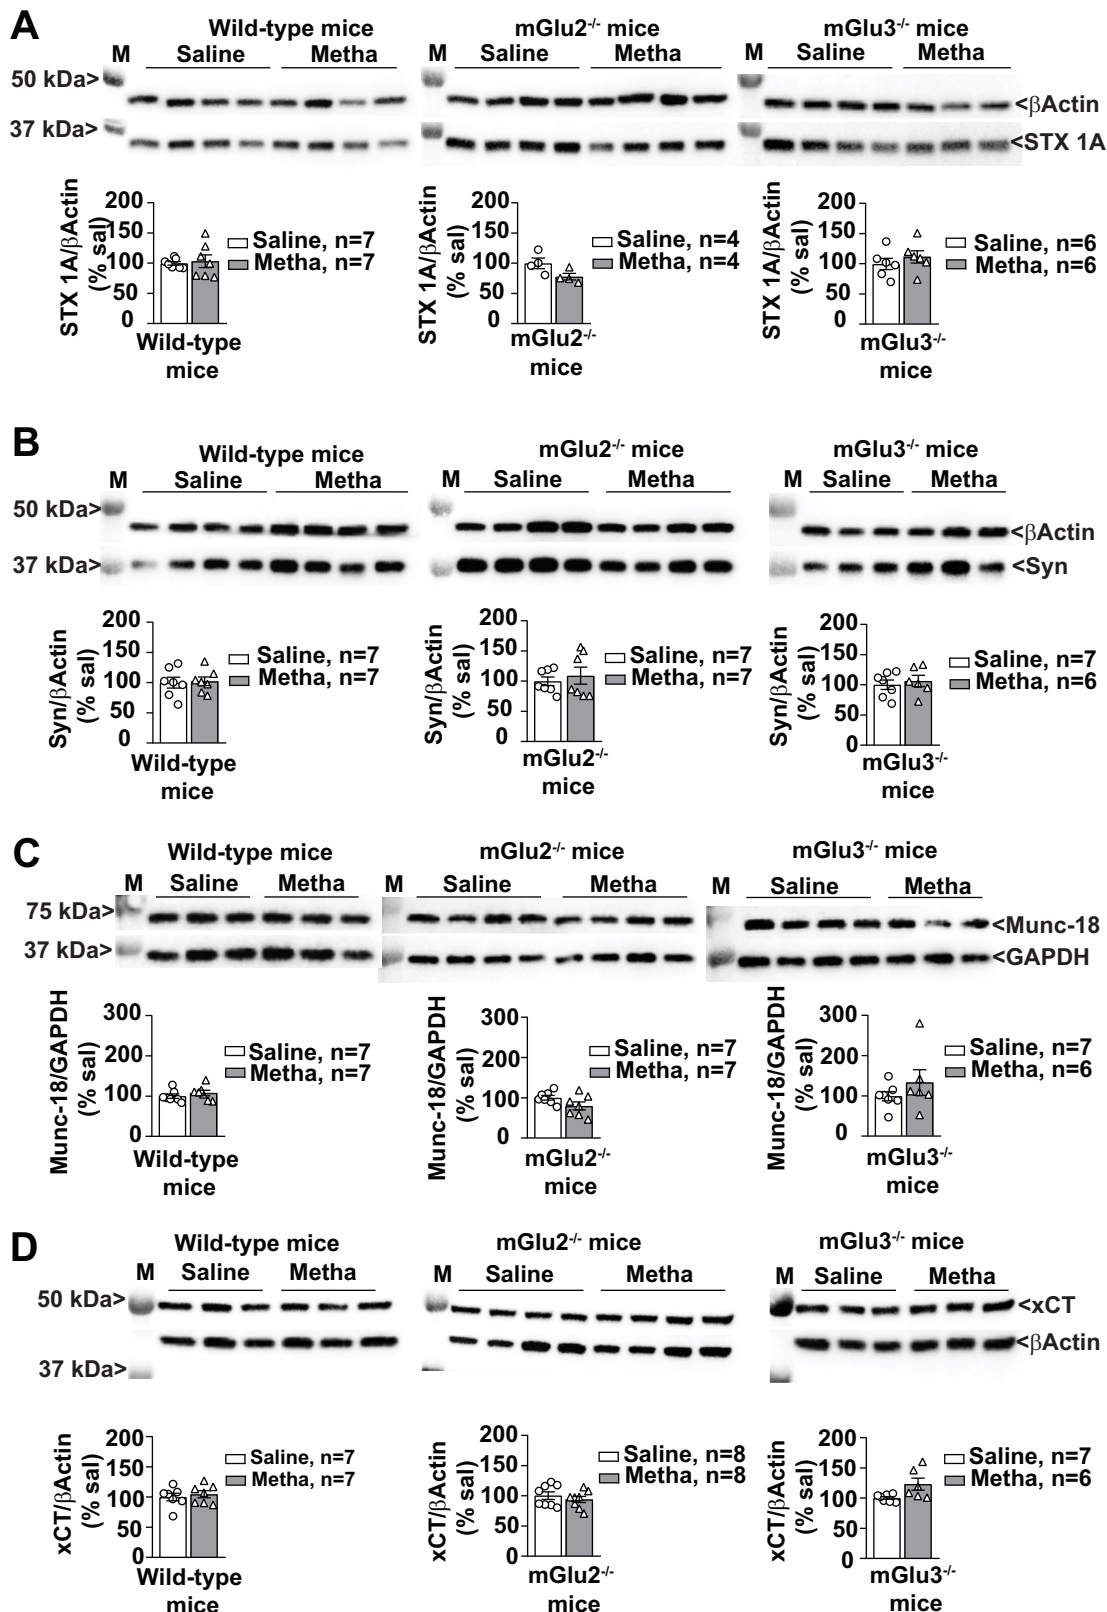 A
Wild-type mice
mGlu2-/- mice
mGlu3-/- mice
M Saline Metha
M Saline Metha
M Saline Metha
50 kDa>
<βActin
37 kDa>
<STX 1A
STX 1A/βActin
(% sal)
200
150
100
50
0
Saline, n=7
Metha, n=7
Wild-type
mice
STX 1A/βActin
(% sal)
200
150
100
50
0
Saline, n=4
Metha, n=4
mGlu2-/-
mice
STX 1A/βActin
(% sal)
200
150
100
50
0
Saline, n=6
Metha, n=6
mGlu3-/-
mice
B
Wild-type mice
mGlu2-/- mice
mGlu3-/- mice
M Saline Metha
M Saline Metha
M Saline Metha
50 kDa>
<βActin
37 kDa>
<Syn
Syn/βActin
(% sal)
200
150
100
50
0
Saline, n=7
Metha, n=7
Wild-type
mice
Syn/βActin
(% sal)
200
150
100
50
0
Saline, n=7
Metha, n=7
mGlu2-/-
mice
Syn/βActin
(% sal)
200
150
100
50
0
Saline, n=7
Metha, n=6
mGlu3-/-
mice
C
Wild-type mice
mGlu2-/- mice
mGlu3-/- mice
M Saline Metha
M Saline Metha
M Saline Metha
75 kDa>
<Munc-18
37 kDa>
<GAPDH
Munc-18/GAPDH
(% sal)
300
200
100
0
Saline, n=7
Metha, n=7
Wild-type
mice
Munc-18/GAPDH
(% sal)
300
200
100
0
Saline, n=7
Metha, n=7
mGlu2-/-
mice
Munc-18/GAPDH
(% sal)
300
200
100
0
Saline, n=7
Metha, n=6
mGlu3-/-
mice
D
Wild-type mice
mGlu2-/- mice
mGlu3-/- mice
M Saline Metha
M Saline Metha
M Saline Metha
50 kDa>
<xCT
<βActin
37 kDa>
xCT/βActin
(% sal)
200
150
100
50
0
Saline, n=7
Metha, n=7
Wild-type
mice
xCT/βActin
(% sal)
200
150
100
50
0
Saline, n=8
Metha, n=8
mGlu2-/-
mice
xCT/βActin
(% sal)
200
150
100
50
0
Saline, n=7
Metha, n=6
mGlu3-/-
mice